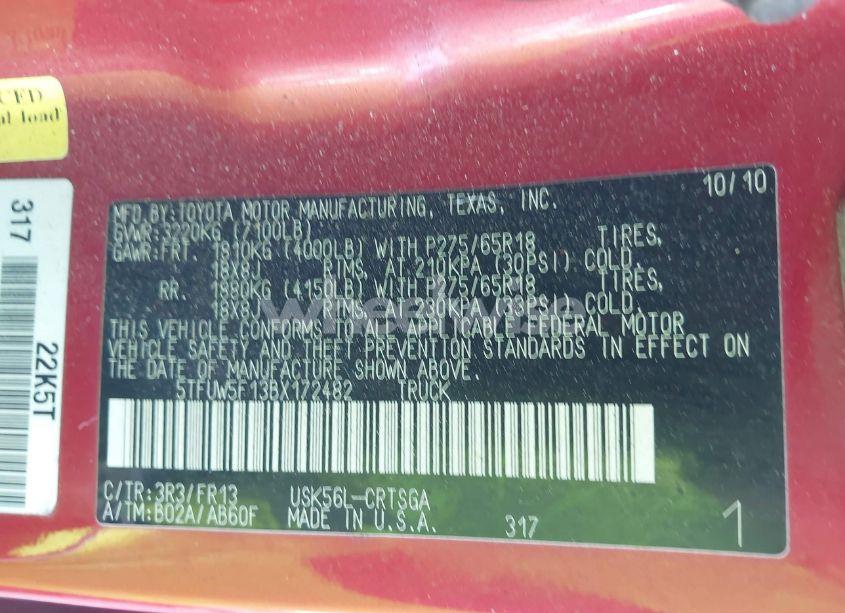 CED
al load
317
22K5T
10/10
MFD. BY: TOYOTA MOTOR MANUFACTURING, TEXAS, INC.
GVWR: 3220KG (7100LB)
GAWR: FRT. 1810KG (4000LB) WITH P275/65R18 TIRES,
18X8J RIMS, AT 210KPA (30PSI) COLD.
RR. 1880KG (4150LB) WITH P275/65R18 TIRES,
18X8J RIMS, AT 230KPA (33PSI) COLD.
THIS VEHICLE CONFORMS TO ALL APPLICABLE FEDERAL MOTOR
VEHICLE SAFETY AND THEFT PREVENTION STANDARDS IN EFFECT ON
THE DATE OF MANUFACTURE SHOWN ABOVE.
5TFUW5F13BX172482 TRUCK
C/TR: 3R3/FR13 USK56L-CRTSGA
A/TM: B02A/AB60F MADE IN U.S.A. 317 1